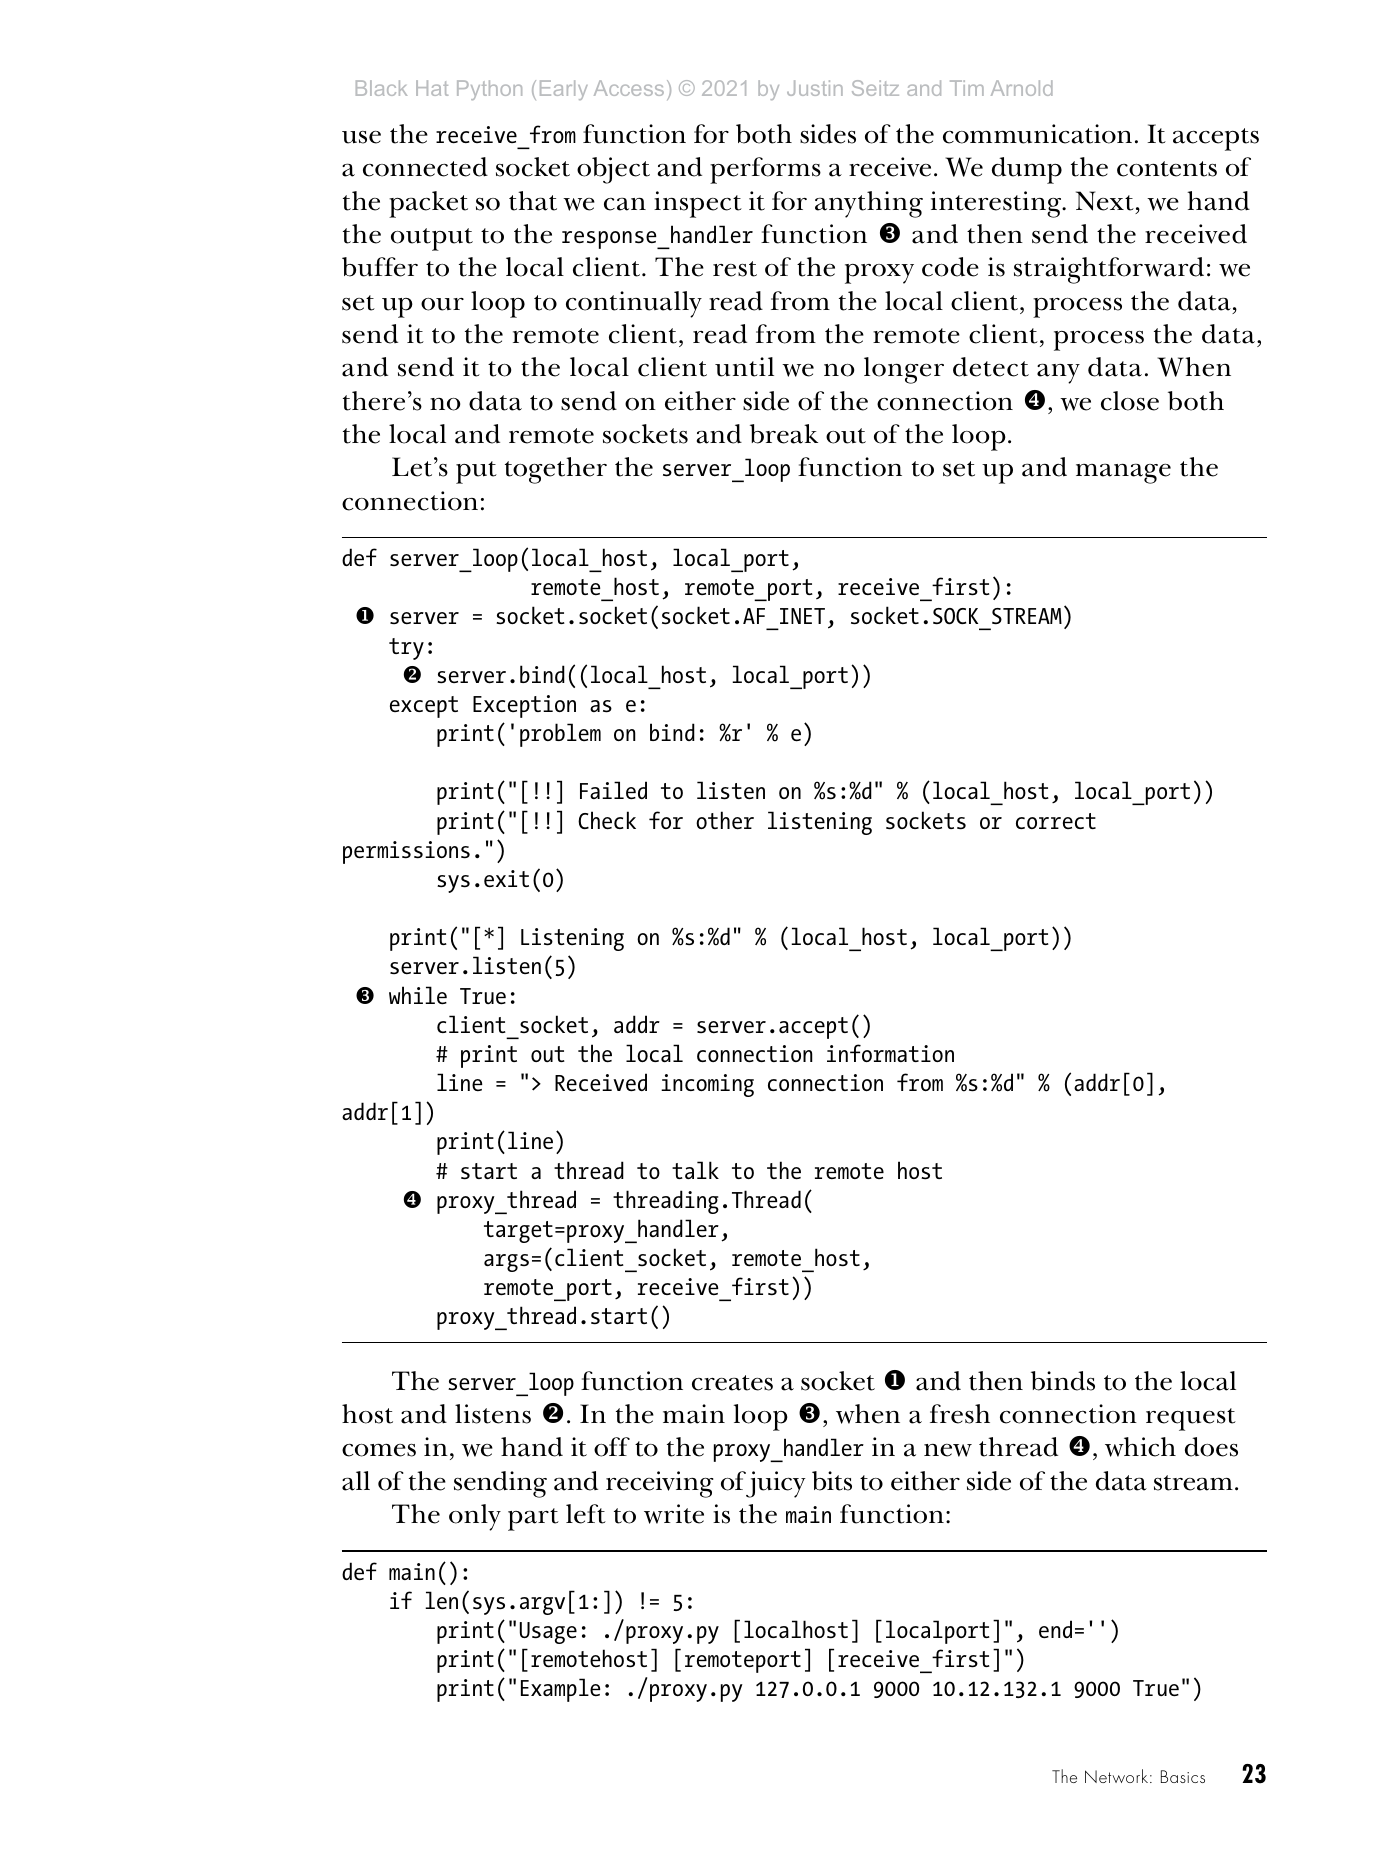 Black Hat Python (Early Access) © 2021 by Justin Seitz and Tim Arnold
use the receive_from function for both sides of the communication. It accepts
a connected socket object and performs a receive. We dump the contents of
the packet so that we can inspect it for anything interesting. Next, we hand
the output to the response_handler function ❸ and then send the received
buffer to the local client. The rest of the proxy code is straightforward: we
set up our loop to continually read from the local client, process the data,
send it to the remote client, read from the remote client, process the data,
and send it to the local client until we no longer detect any data. When
there’s no data to send on either side of the connection ❹, we close both
the local and remote sockets and break out of the loop.
Let’s put together the server_loop function to set up and manage the
connection:
def server_loop(local_host, local_port,
                remote_host, remote_port, receive_first):
 ❶ server = socket.socket(socket.AF_INET, socket.SOCK_STREAM)
    try:
     ❷ server.bind((local_host, local_port))
    except Exception as e:
        print('problem on bind: %r' % e)

        print("[!!] Failed to listen on %s:%d" % (local_host, local_port))
        print("[!!] Check for other listening sockets or correct
permissions.")
        sys.exit(0)

    print("[*] Listening on %s:%d" % (local_host, local_port))
    server.listen(5)
 ❸ while True:
        client_socket, addr = server.accept()
        # print out the local connection information
        line = "> Received incoming connection from %s:%d" % (addr[0],
addr[1])
        print(line)
        # start a thread to talk to the remote host
     ❹ proxy_thread = threading.Thread(
            target=proxy_handler,
            args=(client_socket, remote_host,
            remote_port, receive_first))
        proxy_thread.start()
The server_loop function creates a socket ❶ and then binds to the local
host and listens ❷. In the main loop ❸, when a fresh connection request
comes in, we hand it off to the proxy_handler in a new thread ❹, which does
all of the sending and receiving of juicy bits to either side of the data stream.
The only part left to write is the main function:
def main():
    if len(sys.argv[1:]) != 5:
        print("Usage: ./proxy.py [localhost] [localport]", end='')
        print("[remotehost] [remoteport] [receive_first]")
        print("Example: ./proxy.py 127.0.0.1 9000 10.12.132.1 9000 True")
The Network: Basics 23